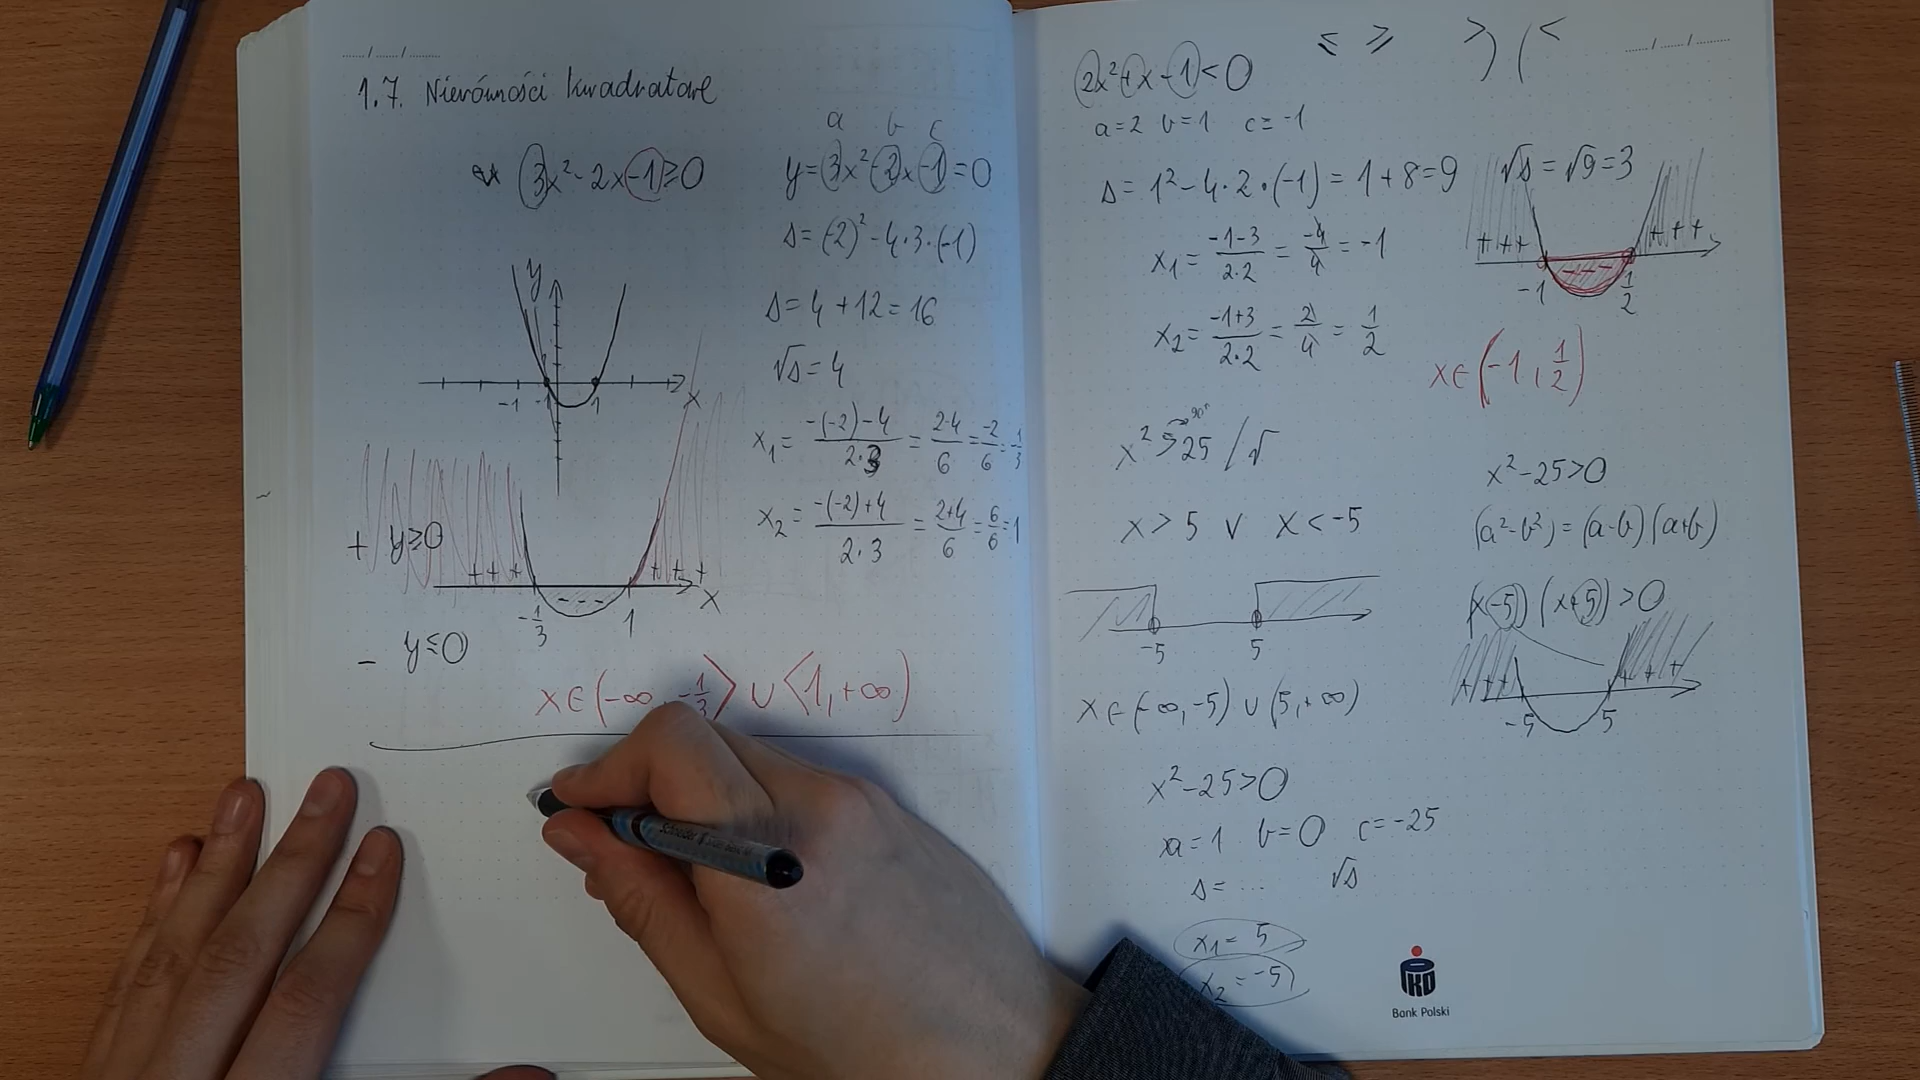 1.7. Nierówności kwadratowe
3x² - 2x - 1 ≥ 0
y
-1
1
x
+ y ≥ 0
+ + +
+ + +
- - -
-1/3
1
x
- y ≤ 0
a b c
y = 3x² - 2x - 1 = 0
Δ = (-2)² - 4·3·(-1)
Δ = 4 + 12 = 16
√Δ = 4
x₁ = -(-2)-4 / 2·3 = 2-4 / 6 = -2/6 = -1/3
x₂ = -(-2)+4 / 2·3 = 2+4 / 6 = 6/6 = 1
x ∈ (-∞, -1/3⟩ ∪ ⟨1, +∞)
≤ ≥ > ) ( <
2x² + x - 1 < 0
a = 2 b = 1 c = -1
Δ = 1² - 4·2·(-1) = 1 + 8 = 9
√Δ = √9 = 3
x₁ = -1-3 / 2·2 = -4/4 = -1
x₂ = -1+3 / 2·2 = 2/4 = 1/2
+ + +
+ + +
- - -
-1
1/2
x ∈ (-1, 1/2)
x² > 25 /√
x > 5 ∨ x < -5
-5 5
x ∈ (-∞, -5) ∪ (5, +∞)
x² - 25 > 0
(a² - b²) = (a-b)(a+b)
(x-5)(x+5) > 0
+ + +
+ + +
-5 5
x² - 25 > 0
a = 1 b = 0 c = -25
Δ = ... √Δ
x₁ = 5
x₂ = -5
Bank Polski
Schneider